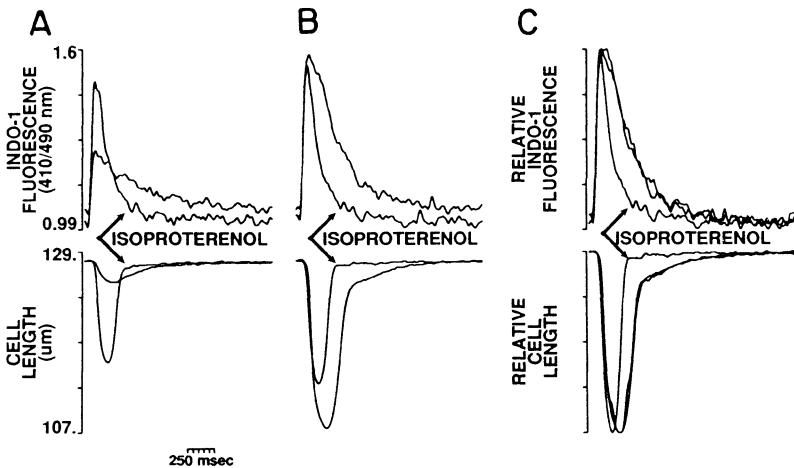 A
B
C
1.6
INDO-1
FLUORESCENCE
(410/490 nm)
0.99
ISOPROTERENOL
ISOPROTERENOL
RELATIVE
INDO-1
FLUORESCENCE
ISOPROTERENOL
129.
CELL
LENGTH
(um)
107.
RELATIVE
CELL
LENGTH
250 msec